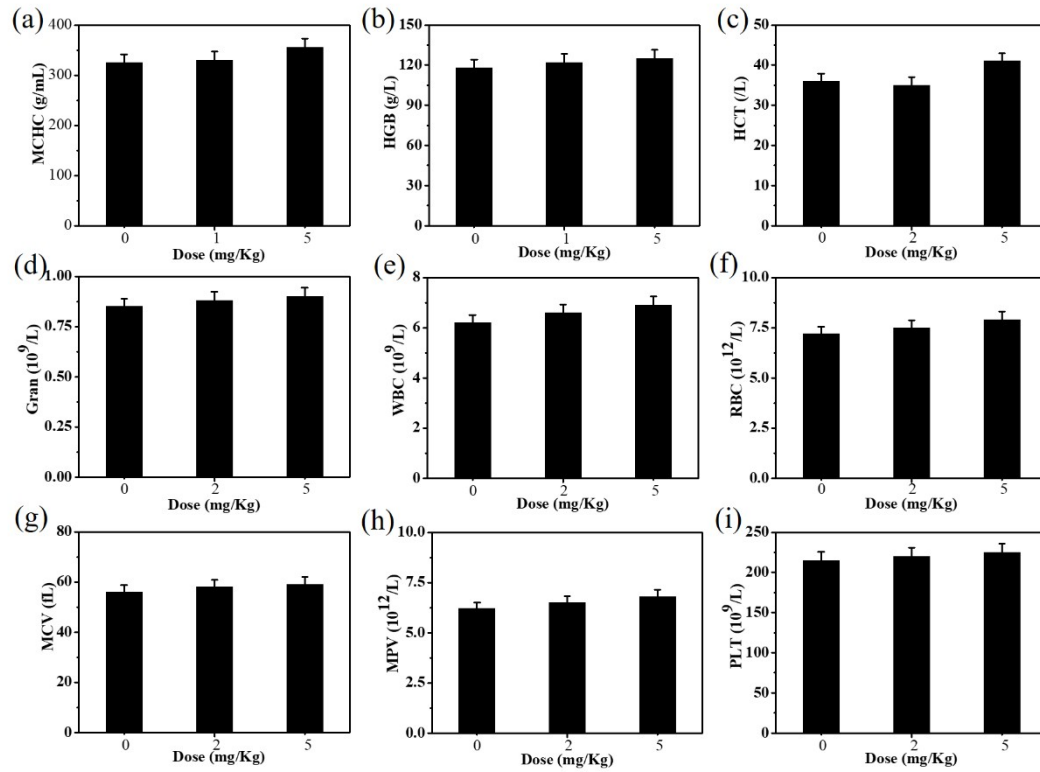 (a)
400
300
200
100
0
MCHC (g/mL)
0 1 5
Dose (mg/Kg)
(b)
150
120
90
60
30
0
HGB (g/L)
0 1 5
Dose (mg/Kg)
(c)
50
40
30
20
10
0
HCT (/L)
0 2 5
Dose (mg/Kg)
(d)
1.00
0.75
0.50
0.25
0.00
Gran (10^9/L)
0 2 5
Dose (mg/Kg)
(e)
8
6
4
2
0
WBC (10^9/L)
0 2 5
Dose (mg/Kg)
(f)
10.0
7.5
5.0
2.5
0.0
RBC (10^12/L)
0 2 5
Dose (mg/Kg)
(g)
80
60
40
20
0
MCV (fL)
0 2 5
Dose (mg/Kg)
(h)
10.0
7.5
5.0
2.5
0.0
MPV (10^12/L)
0 2 5
Dose (mg/Kg)
(i)
250
200
150
100
50
0
PLT (10^9/L)
0 2 5
Dose (mg/Kg)